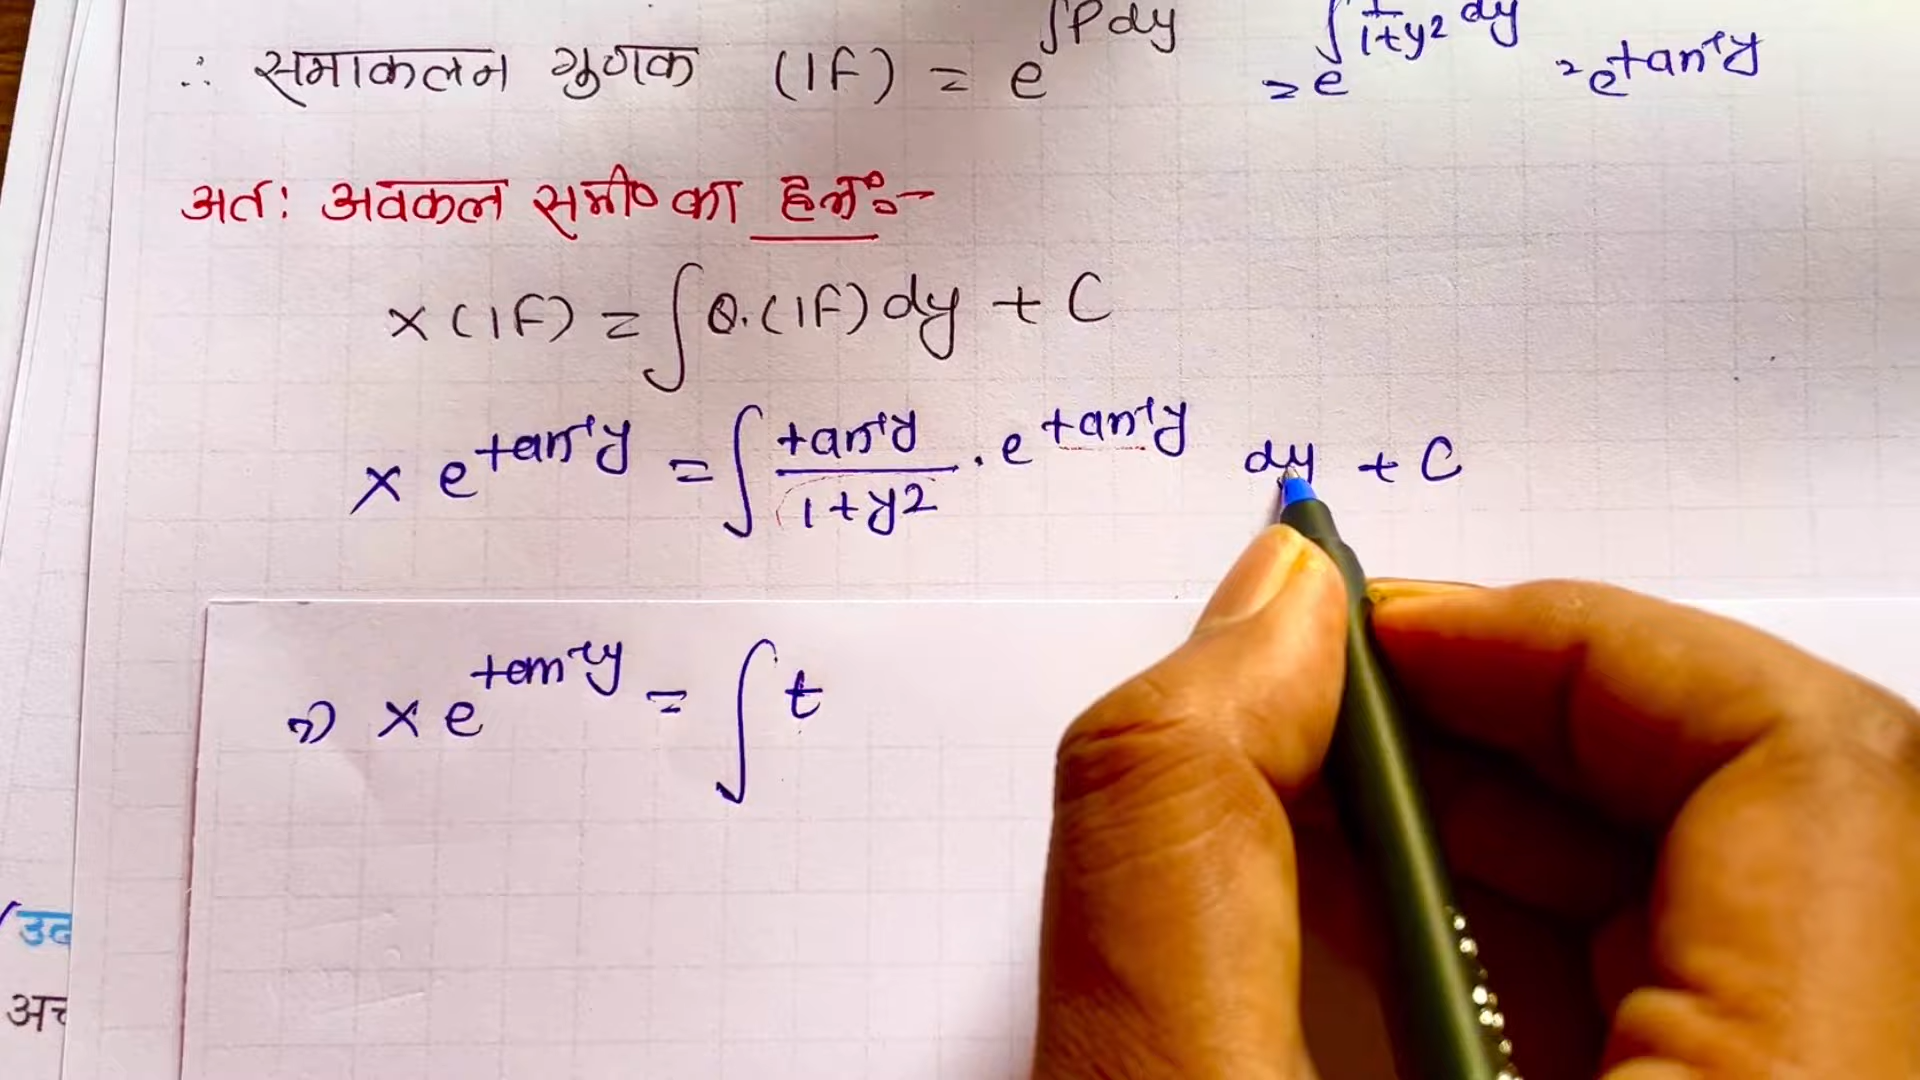 ∴ समाकलन गुणक (IF) = e^∫Pdy = e^∫1/1+y² dy = e^tan⁻¹y
अतः अवकल समी० का हलः-
x(IF) = ∫Q.(IF)dy + C
x e^tan⁻¹y = ∫ tan⁻¹y/1+y² . e^tan⁻¹y dy + C
⇒ x e^tan⁻¹y = ∫ t